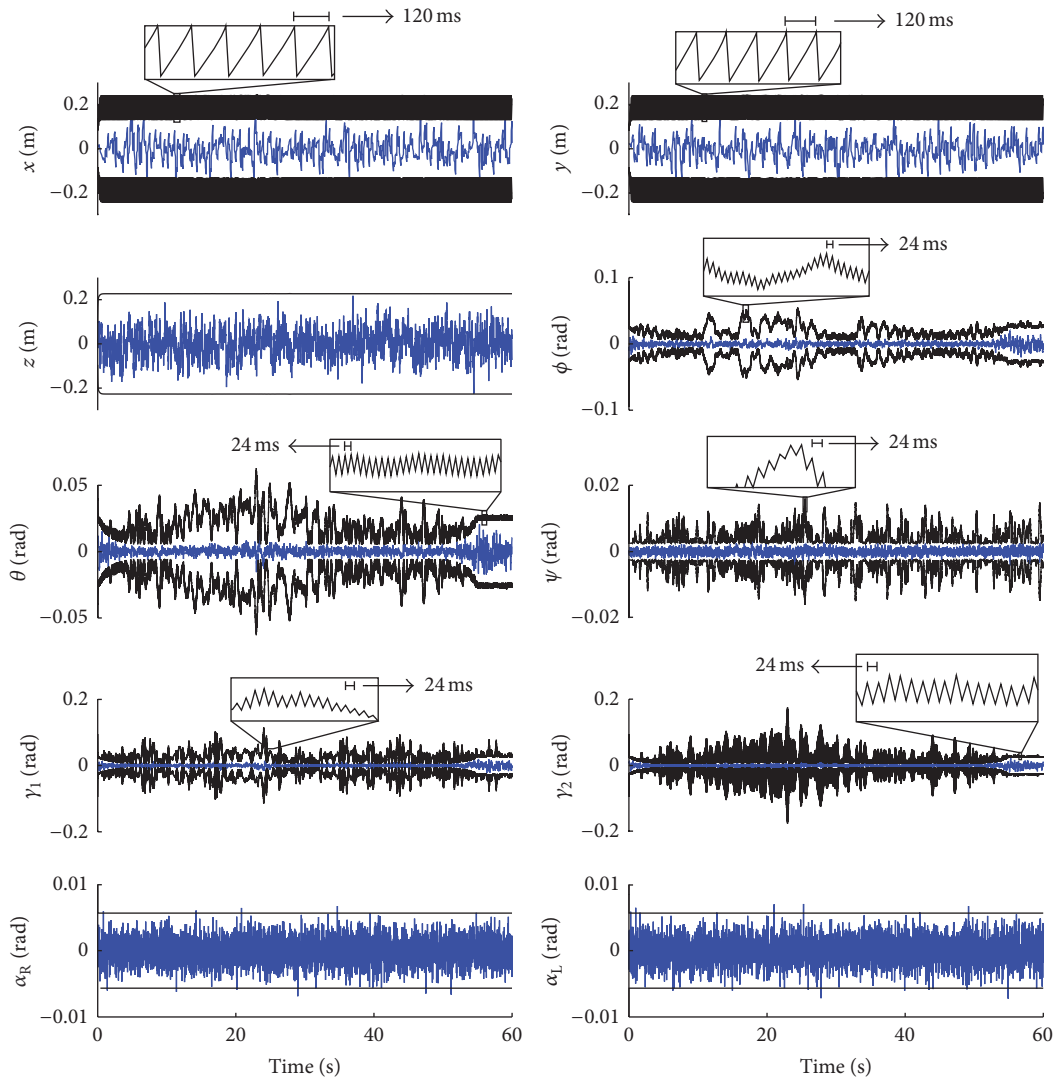 120 ms
0.2
0
−0.2
x (m)
120 ms
0.2
0
−0.2
y (m)
0.2
0
−0.2
z (m)
24 ms
0.1
0
−0.1
ϕ (rad)
24 ms
0.05
0
−0.05
θ (rad)
24 ms
0.02
0
−0.02
ψ (rad)
24 ms
0.2
0
−0.2
γ1 (rad)
24 ms
0.2
0
−0.2
γ2 (rad)
0.01
0
−0.01
αR (rad)
0 20 40 60
Time (s)
0.01
0
−0.01
αL (rad)
0 20 40 60
Time (s)